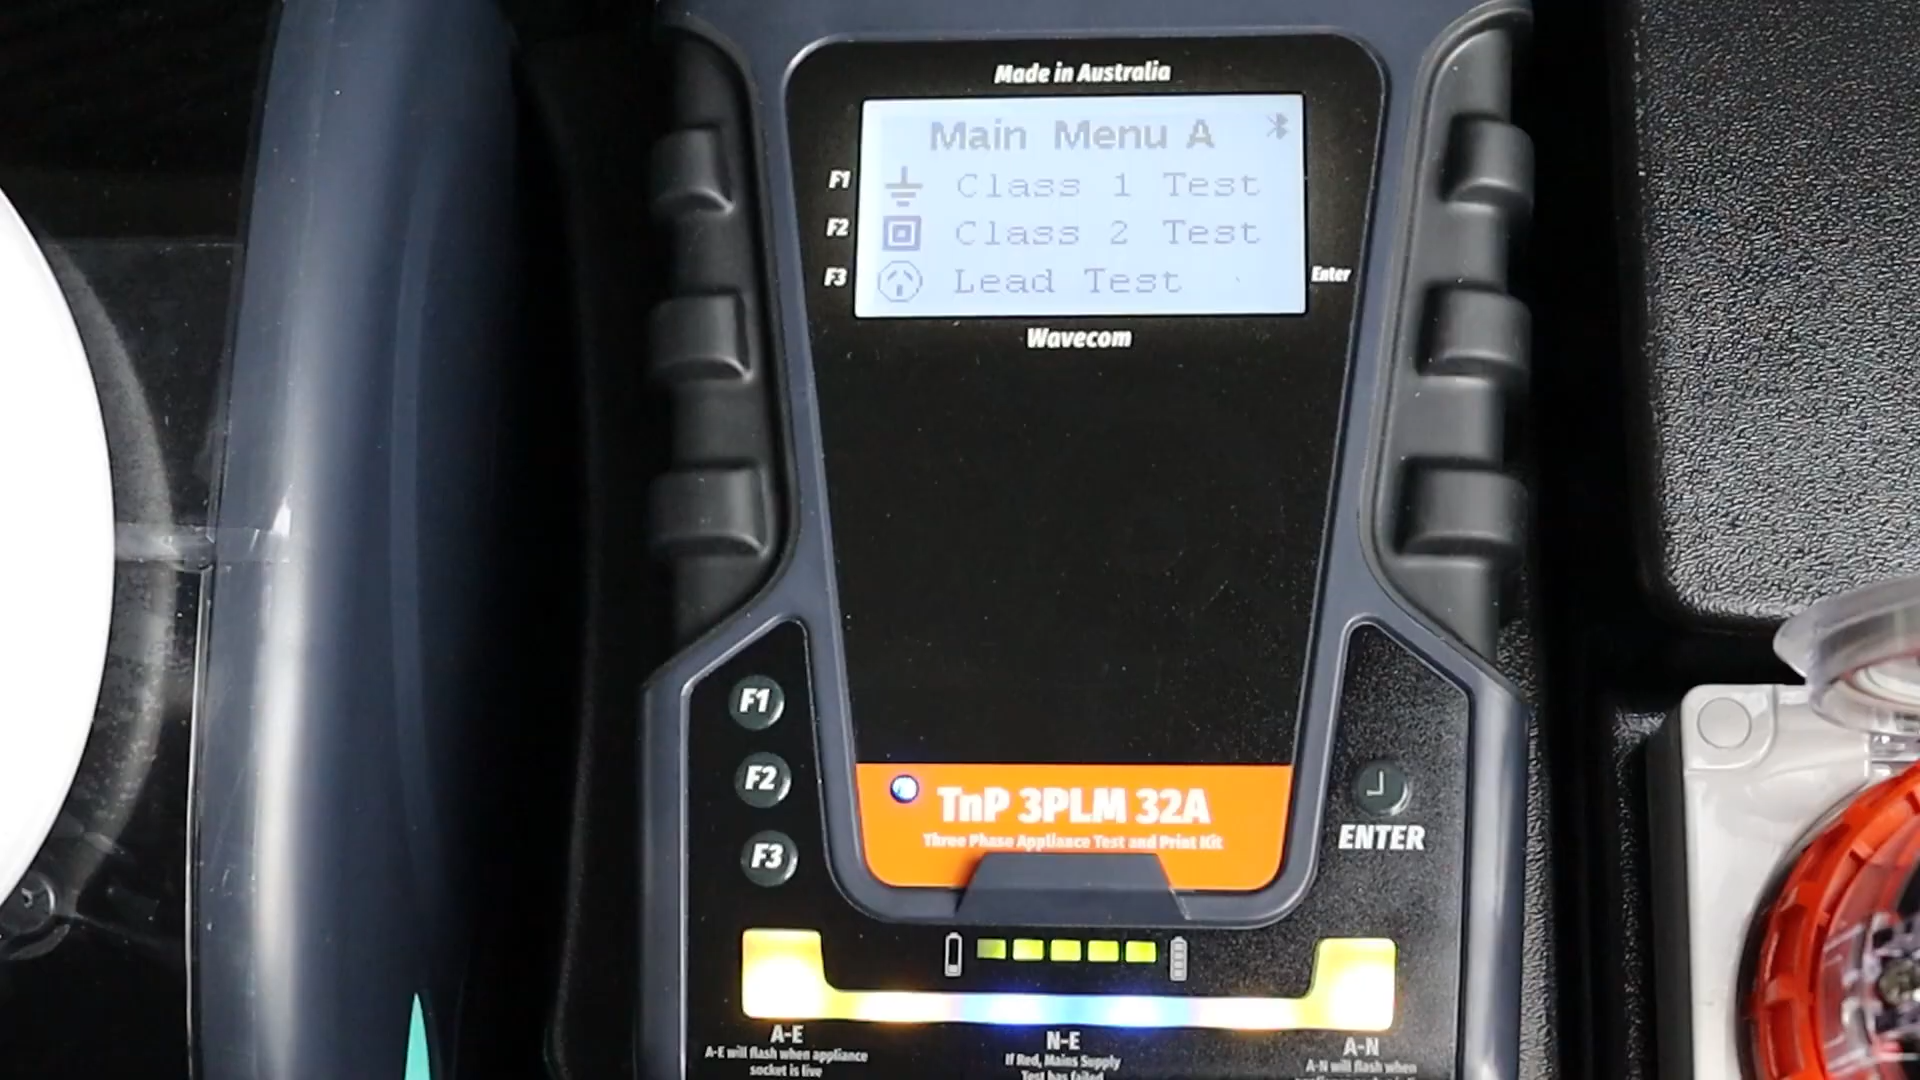 Made in Australia
Main Menu A
F1 Class 1 Test
F2 Class 2 Test
F3 Lead Test
Enter
Wavecom
F1
F2
F3
TnP 3PLM 32A
Three Phase Appliance Test and Print Kit
ENTER
A-E
A-E will flash when appliance
socket is live
N-E
If Red, Mains Supply
Test has failed
A-N
A-N will flash when